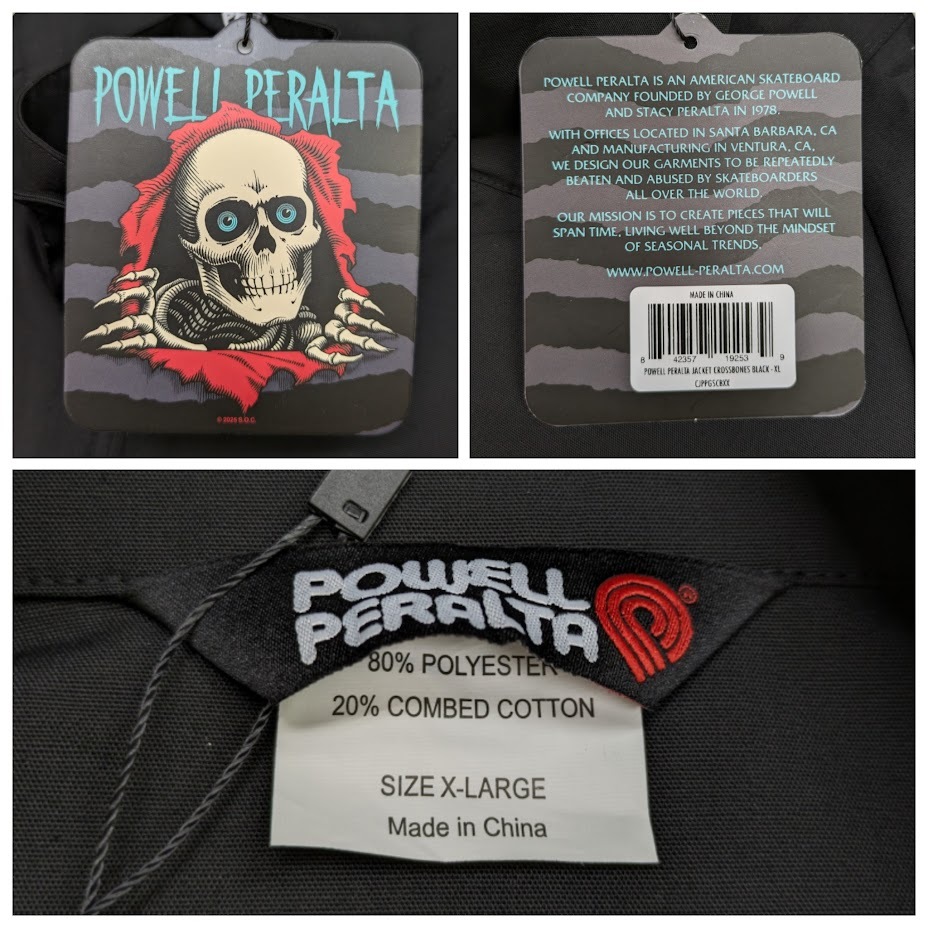 POWELL PERALTA
© 2025 S.O.C.
POWELL PERALTA IS AN AMERICAN SKATEBOARD
COMPANY FOUNDED BY GEORGE POWELL
AND STACY PERALTA IN 1978.
WITH OFFICES LOCATED IN SANTA BARBARA, CA
AND MANUFACTURING IN VENTURA, CA,
WE DESIGN OUR GARMENTS TO BE REPEATEDLY
BEATEN AND ABUSED BY SKATEBOARDERS
ALL OVER THE WORLD.
OUR MISSION IS TO CREATE PIECES THAT WILL
SPAN TIME, LIVING WELL BEYOND THE MINDSET
OF SEASONAL TRENDS.
WWW.POWELL-PERALTA.COM
MADE IN CHINA
8 42357 19253 9
POWELL PERALTA JACKET CROSSBONES BLACK - XL
CJPPGSCBXX
POWELL
PERALTA ®
80% POLYESTER
20% COMBED COTTON
SIZE X-LARGE
Made in China